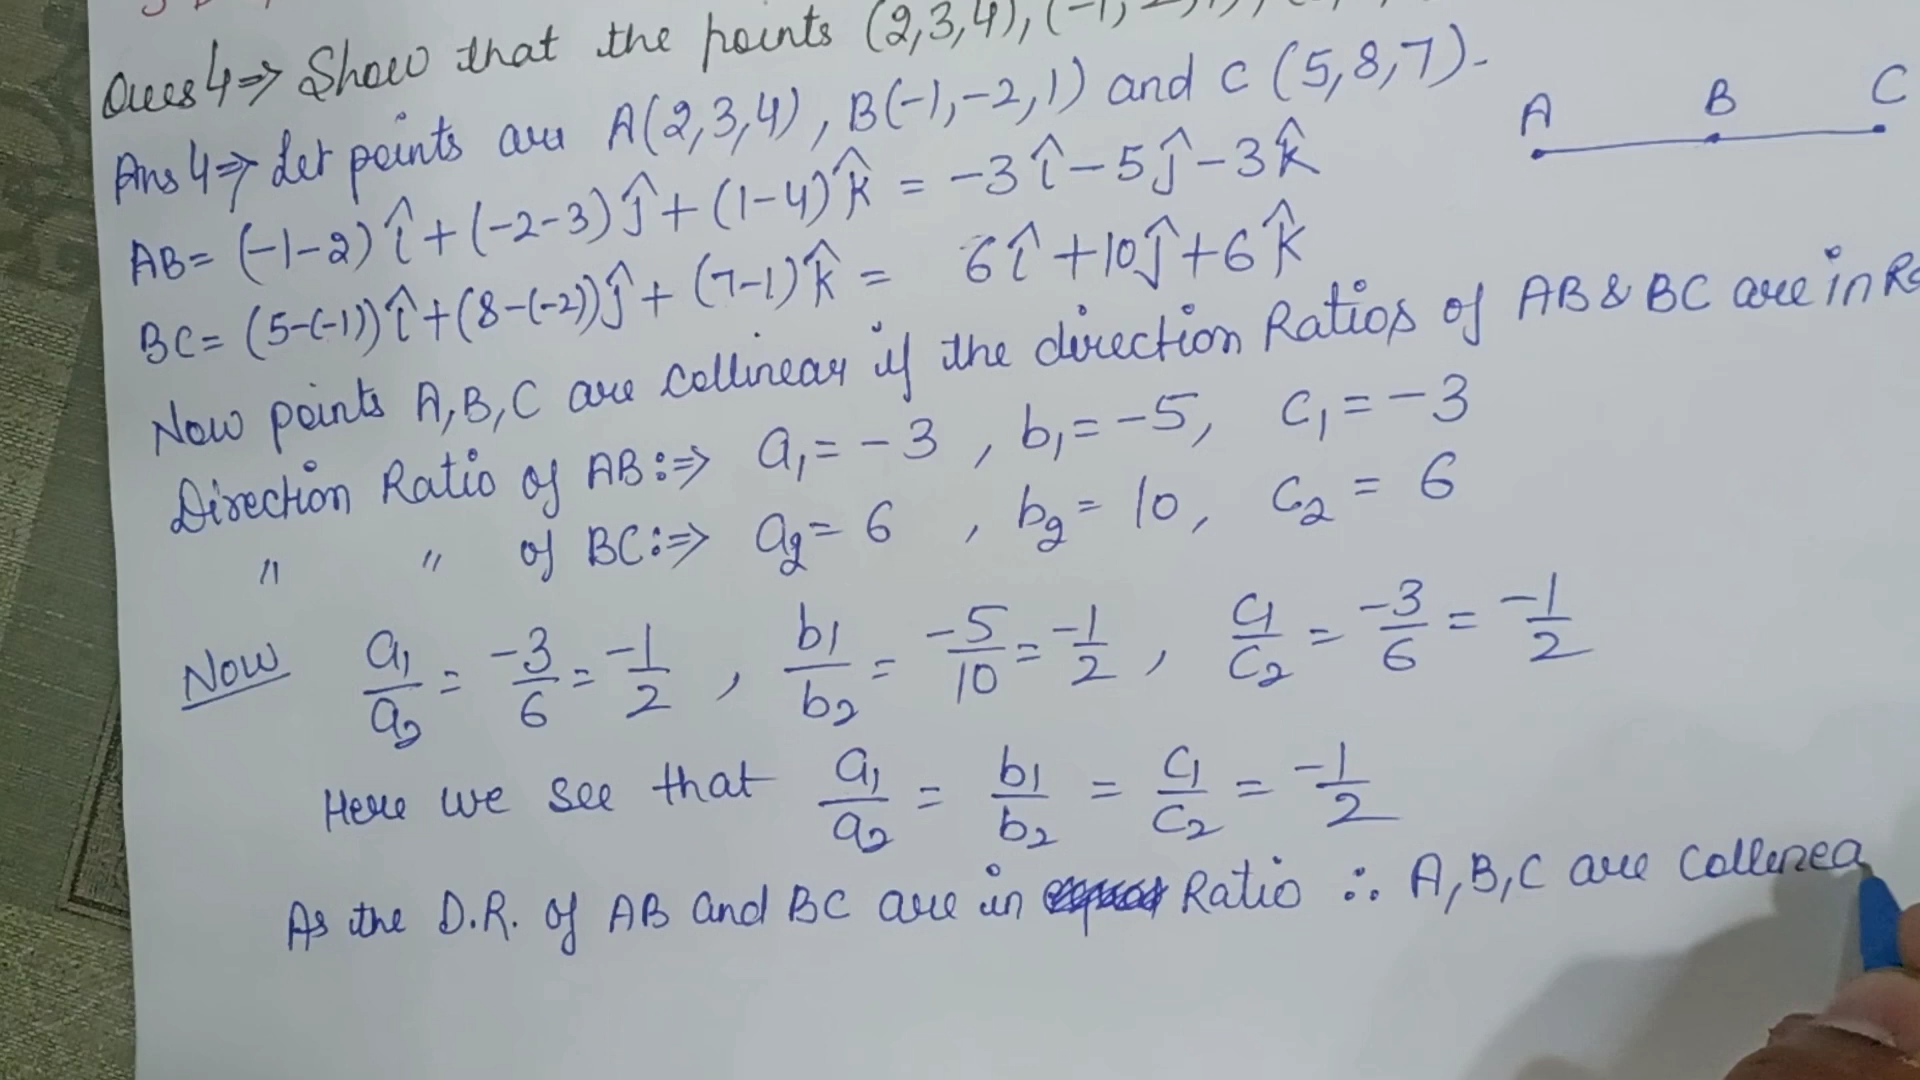 Ques 4⇒ Show that the points (2,3,4), (-1,
Ans 4⇒ Let points are A(2,3,4), B(-1,-2,1) and C (5,8,7).
A B C
AB= (-1-2)î+(-2-3)ĵ+(1-4)k̂ = -3î-5ĵ-3k̂
BC= (5-(-1))î+(8-(-2))ĵ+ (7-1)k̂ = 6î+10ĵ+6k̂
Now points A,B,C are collinear if the direction Ratios of AB & BC are in
Direction Ratio of AB:⇒ a₁= -3 , b₁= -5, c₁= -3
" " of BC:⇒ a₂= 6 , b₂= 10, c₂= 6
Now a₁/a₂ = -3/6 = -1/2 , b₁/b₂ = -5/10 = -1/2 , c₁/c₂ = -3/6 = -1/2
Here we see that a₁/a₂ = b₁/b₂ = c₁/c₂ = -1/2
As the D.R. of AB and BC are in Ratio ∴ A,B,C are Collinea